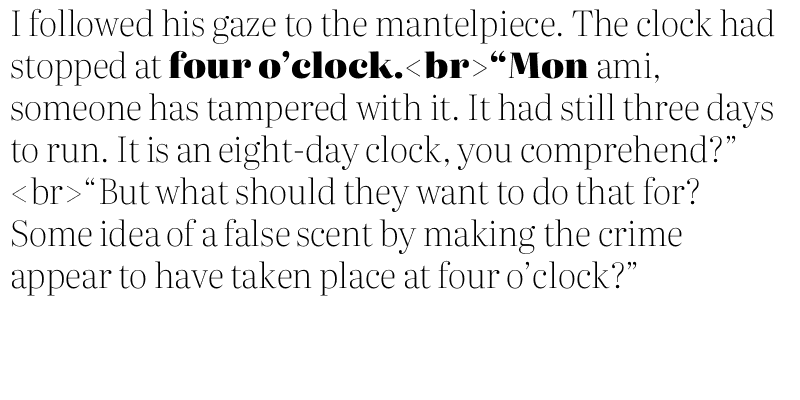 I followed his gaze to the mantelpiece. The clock had
stopped at four o’clock.<br>“Mon ami,
someone has tampered with it. It had still three days
to run. It is an eight-day clock, you comprehend?”
<br>“But what should they want to do that for?
Some idea of a false scent by making the crime
appear to have taken place at four o’clock?”